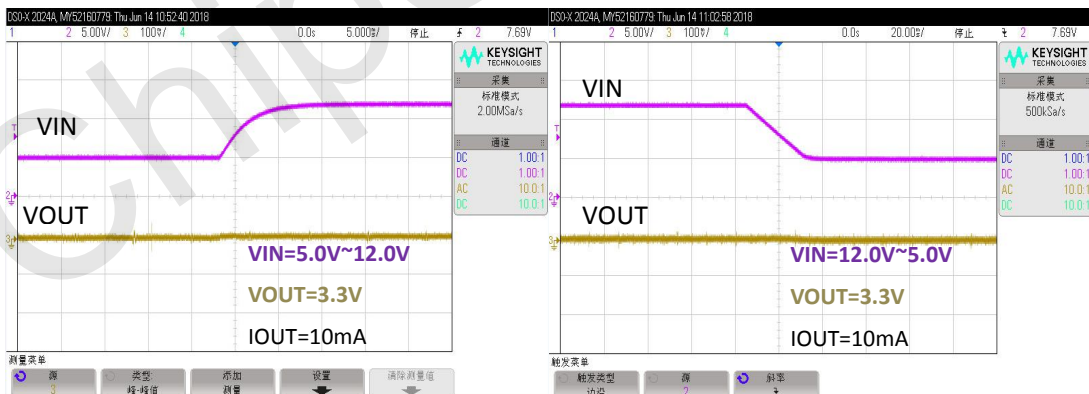 DSO-X 2024A, MY52160779: Thu Jun 14 10:52:40 2018
1 2 5.00V/ 3 100▽/ 4 0.0s 5.000▽/ 停止 2 7.69V
KEYSIGHT
TECHNOLOGIES
采集
标准模式
2.00MSa/s
通道
DC 1.00:1
DC 1.00:1
AC 10.0:1
DC 10.0:1
VIN
VOUT
VIN=5.0V~12.0V
VOUT=3.3V
IOUT=10mA
测量菜单
源
3
类型:
峰-峰值
添加
测量
设置
清除测量值
DSO-X 2024A, MY52160779: Thu Jun 14 11:02:58 2018
1 2 5.00V/ 3 100▽/ 4 0.0s 20.00▽/ 停止 2 7.69V
KEYSIGHT
TECHNOLOGIES
采集
标准模式
500kSa/s
通道
DC 1.00:1
DC 1.00:1
AC 10.0:1
DC 10.0:1
VIN
VOUT
VIN=12.0V~5.0V
VOUT=3.3V
IOUT=10mA
触发菜单
触发类型
边沿
源
2
斜率
Chip